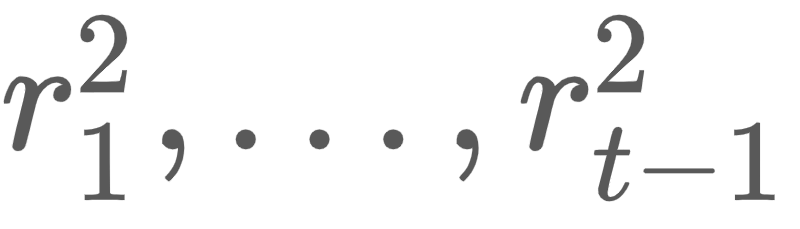 r_1^2, . . . , r_{t-1}^2